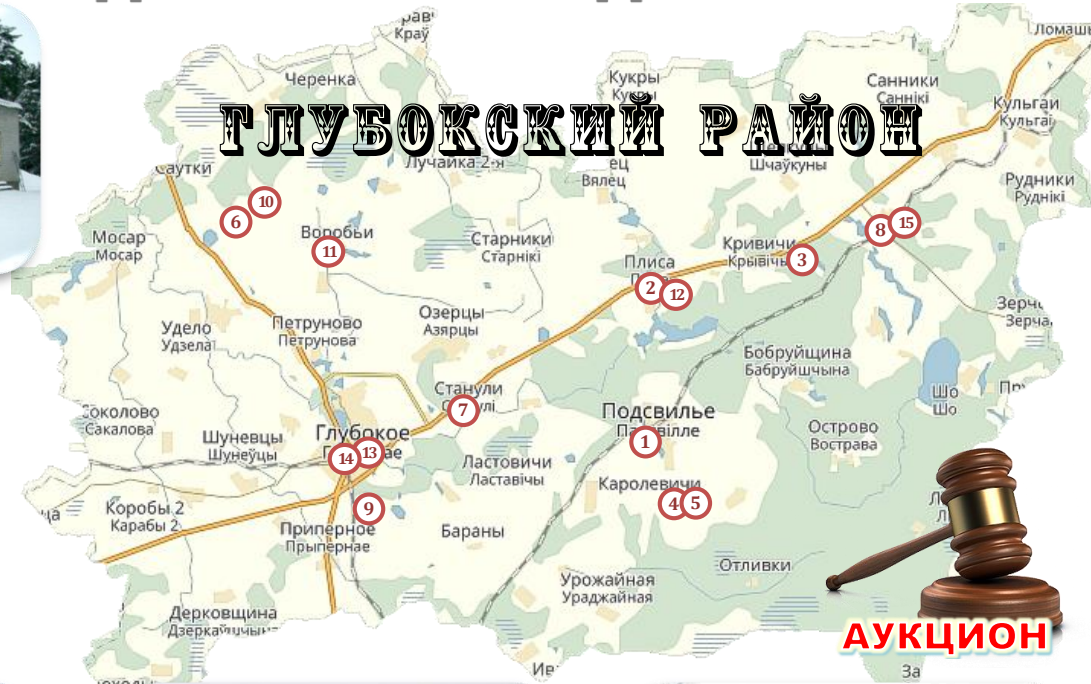 Краў
Ломашы
Черенка
Кукры
Санники
Саннікі
Кульгаи
Кульгаі
ГЛУБОКСКИЙ РАЙОН
Лучайка 2-я
Вялец
Шчаўкуны
Рудники
Руднікі
10
6
Мосар
Мосар
Воробьи
11
Старники
Старнікі
Кривичи
Крывічы
3
8
15
Плиса
2
12
Озерцы
Азярцы
Удело
Удзела
Петруново
Петрунова
Бобруйщина
Бабруйшчына
Шо
Шо
Станули
7
Соколово
Сакалова
Подсвилье
1
Острово
Вострава
Шуневцы
Шунеўцы
Глубокое
14
13
Ластовичи
Ластавічы
Каролевичи
4
5
9
Коробы 2
Карабы 2
Приперное
Прыпернае
Бараны
Отливки
Урожайная
Ураджайная
Дерковщина
Дзеркаўшчына
АУКЦИОН